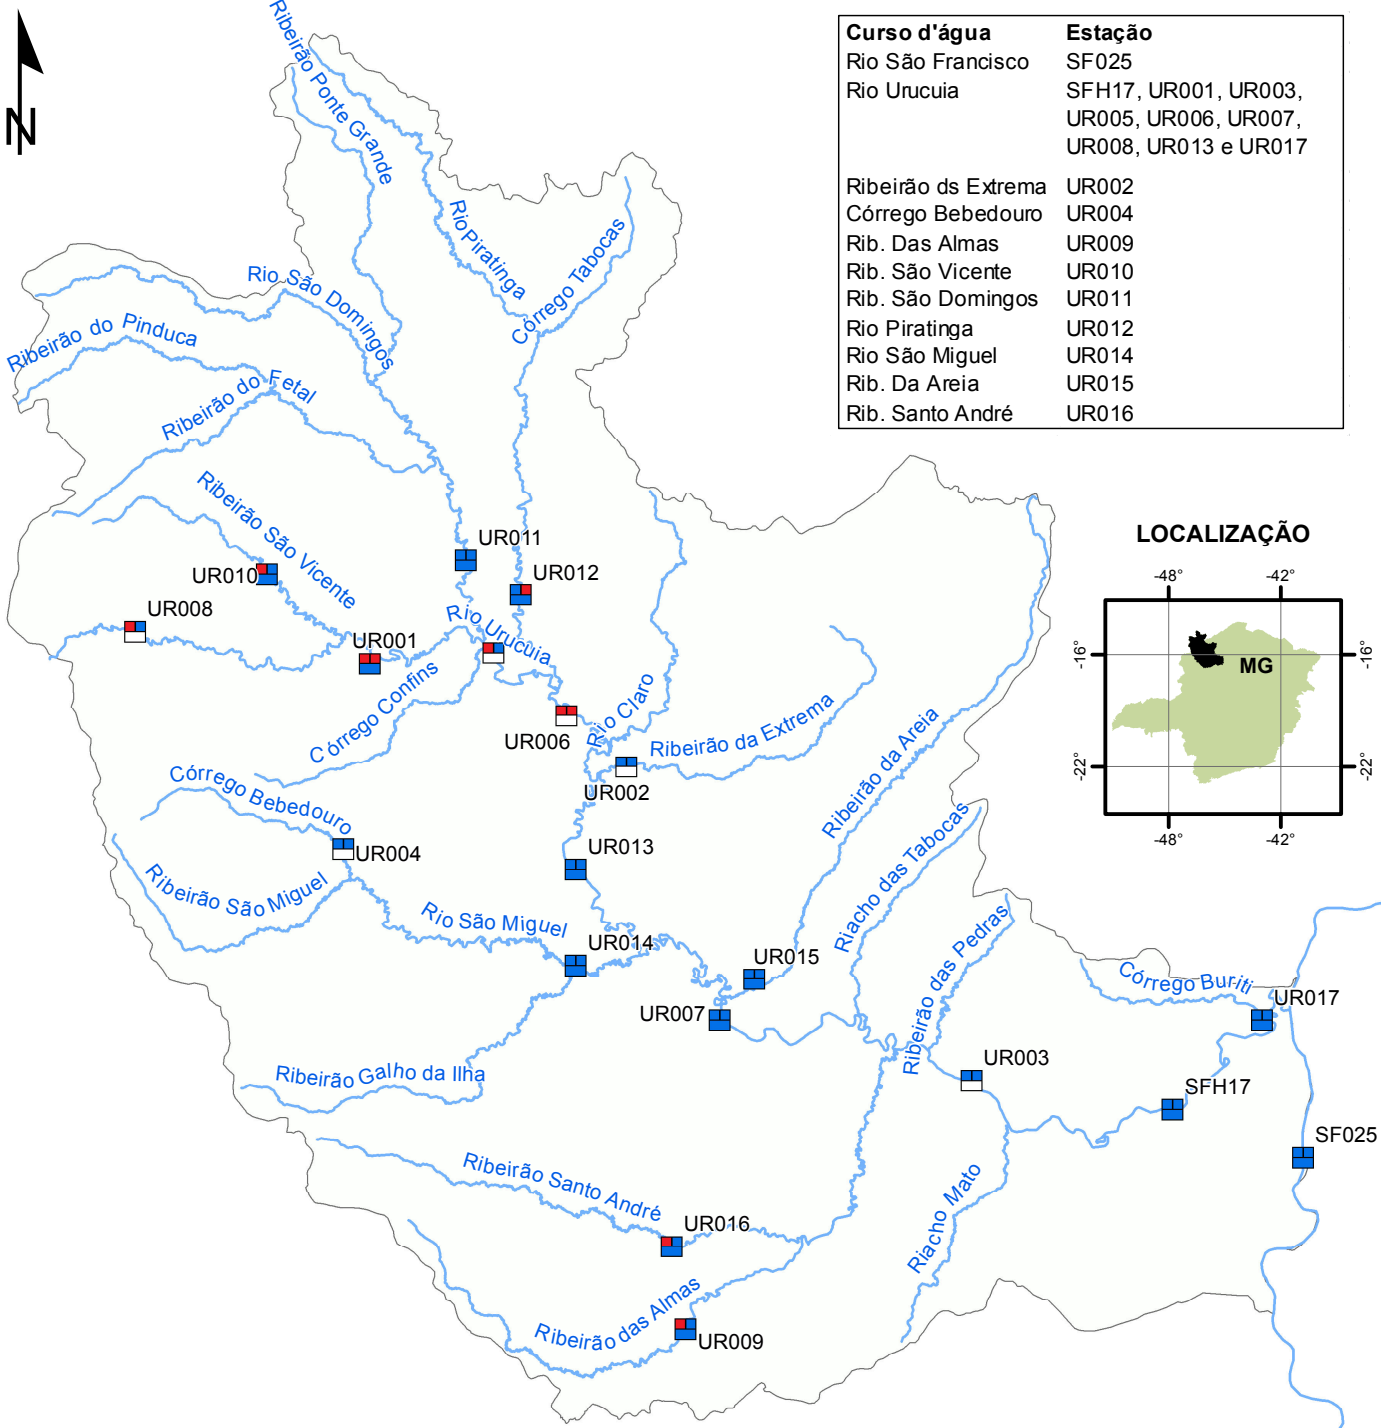 N
Curso d'água Estação
Rio São Francisco SF025
Rio Urucuia SFH17, UR001, UR003,
UR005, UR006, UR007,
UR008, UR013 e UR017
Ribeirão ds Extrema UR002
Córrego Bebedouro UR004
Rib. Das Almas UR009
Rib. São Vicente UR010
Rib. São Domingos UR011
Rio Piratinga UR012
Rio São Miguel UR014
Rib. Da Areia UR015
Rib. Santo André UR016
Ribeirão Ponte Grande
Rio Piratinga
Córrego Tabocas
Rio São Domingos
Ribeirão do Pinduca
Ribeirão do Fetal
Ribeirão São Vicente
UR011
UR010
UR012
UR008
UR001
Rio Urucuia
Córrego Confins
UR006
Rio Claro
Ribeirão da Extrema
UR002
Ribeirão da Areia
Córrego Bebedouro
UR004
UR013
Ribeirão São Miguel
Rio São Miguel
UR014
UR015
Riacho das Tabocas
Ribeirão das Pedras
UR007
Córrego Buriti
UR017
UR003
SFH17
SF025
Ribeirão Galho da Ilha
Ribeirão Santo André
UR016
Riacho Mato
Ribeirão das Almas
UR009
LOCALIZAÇÃO
-48° -42°
-16° MG -16°
-22° -22°
-48° -42°